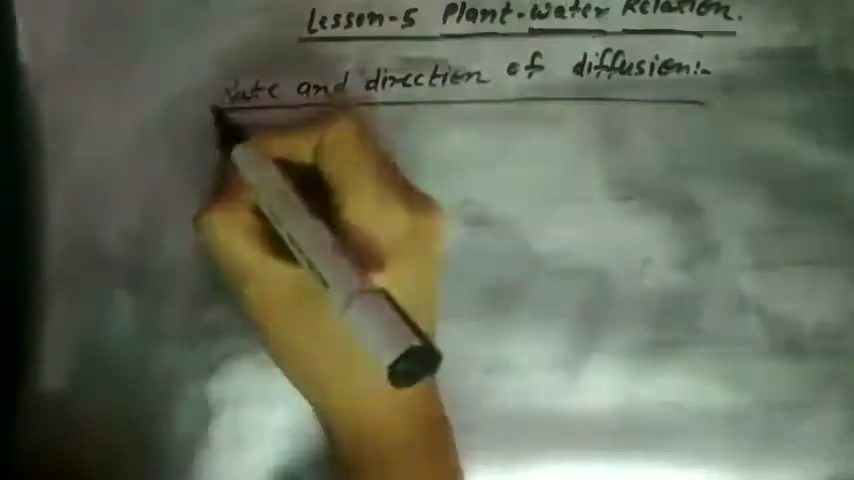 Lesson-5 Plant-water Relation.
Rate and direction of diffusion:-